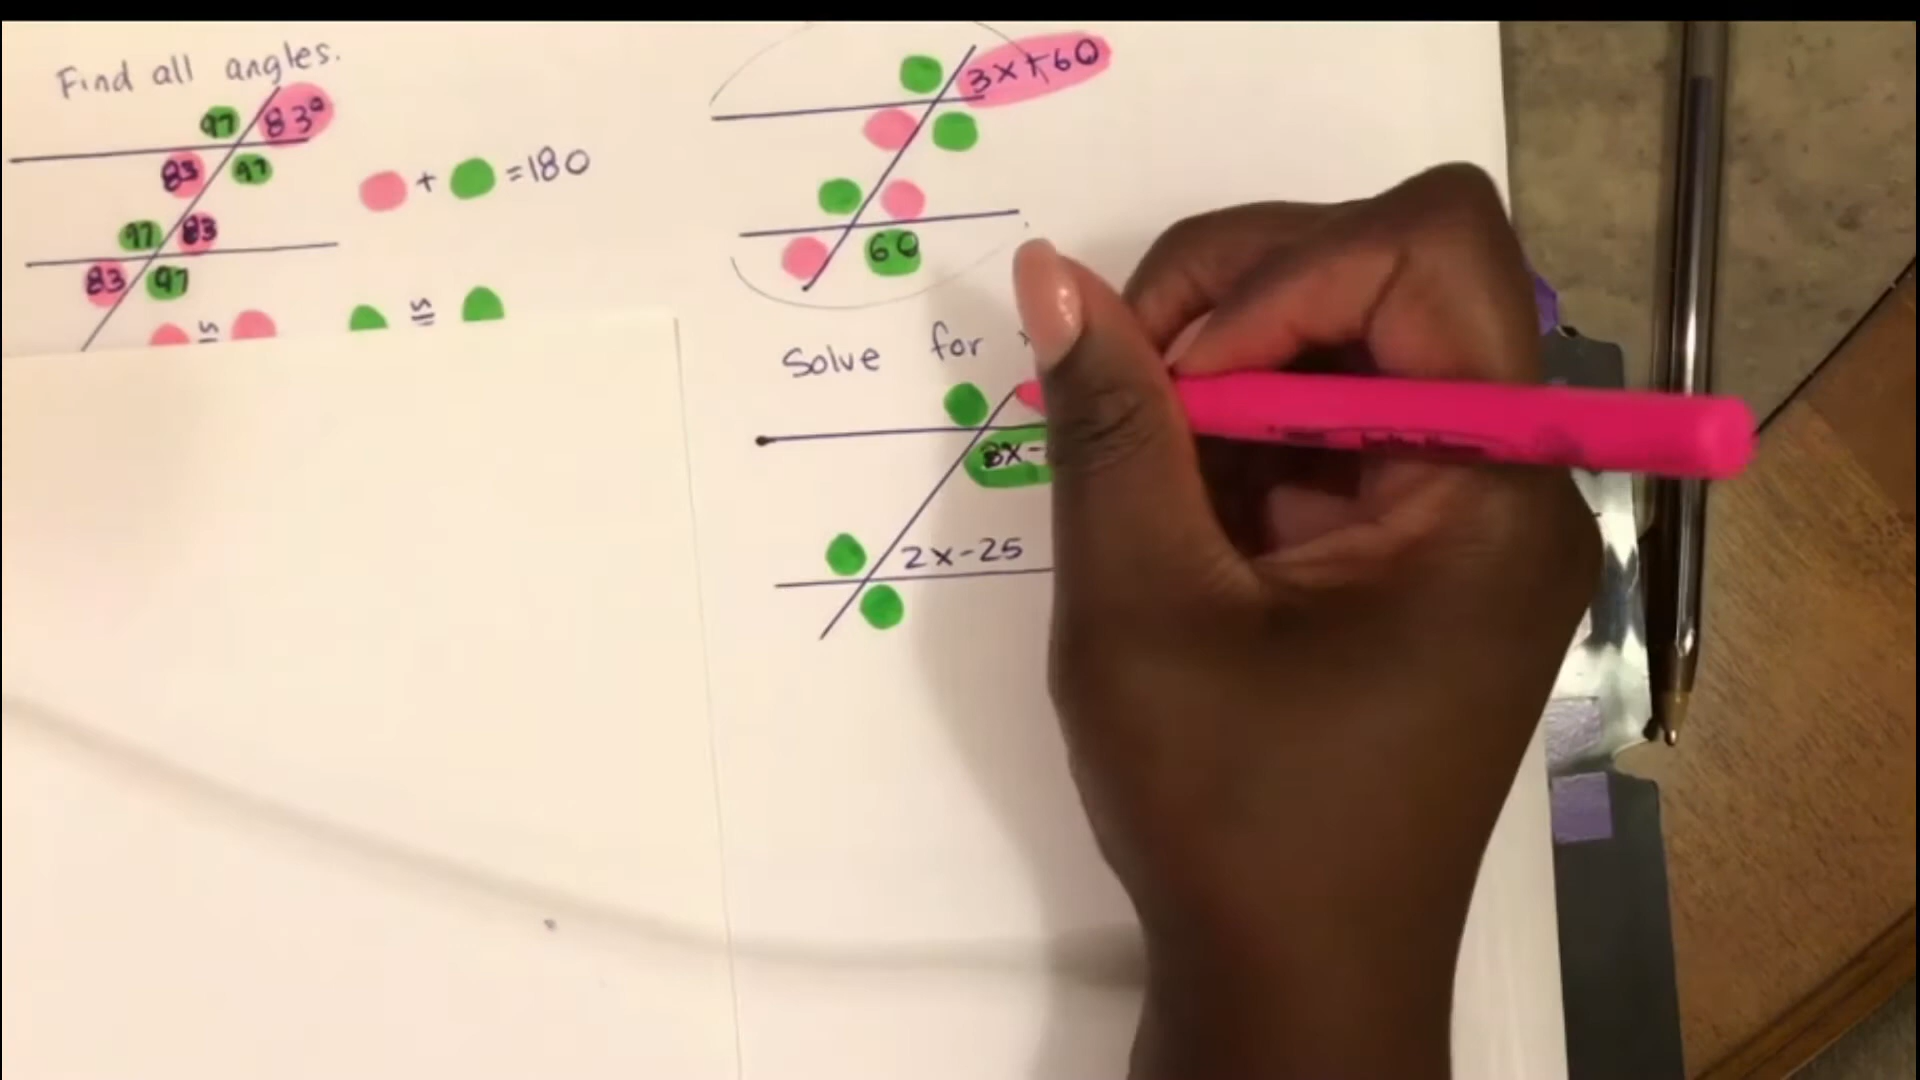 Find all angles.
97 83°
83 97
97 83
83 97
+ = 180
≅ ≅
3x+60
60
Solve for
3x-
2x-25